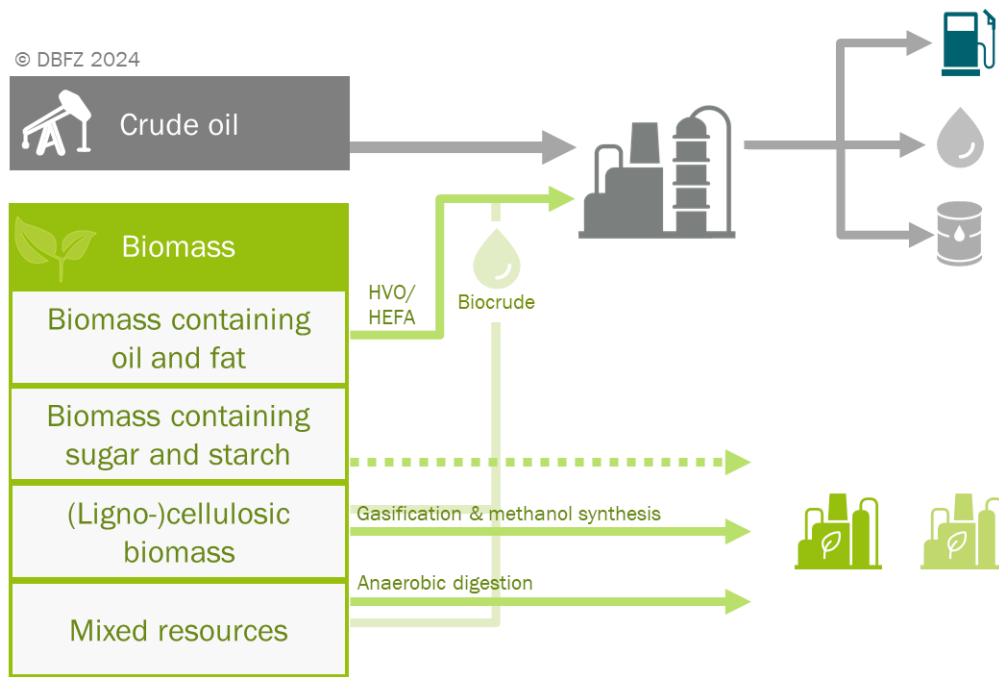 © DBFZ 2024
Crude oil
Biomass
HVO/
HEFA
Biocrude
Biomass containing
oil and fat
Biomass containing
sugar and starch
(Ligno-)cellulosic
biomass
Gasification & methanol synthesis
Anaerobic digestion
Mixed resources